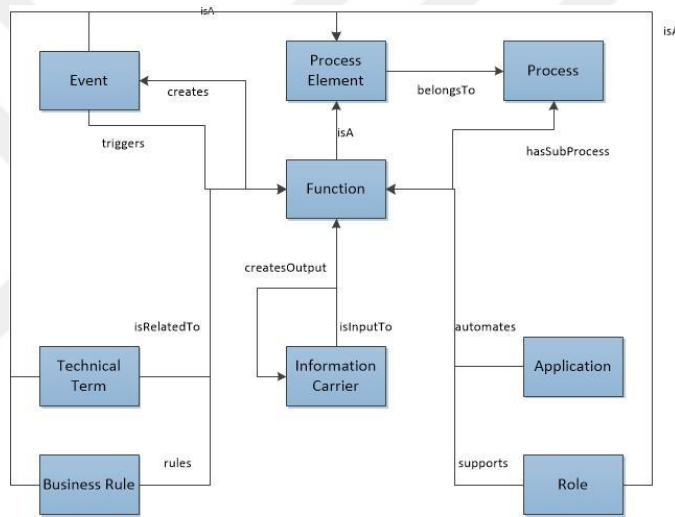 isA
isA
Event
Process
Element
Process
creates
belongsTo
triggers
isA
hasSubProcess
Function
createsOutput
isRelatedTo
isInputTo
automates
Technical
Term
Information
Carrier
Application
rules
supports
Business Rule
Role